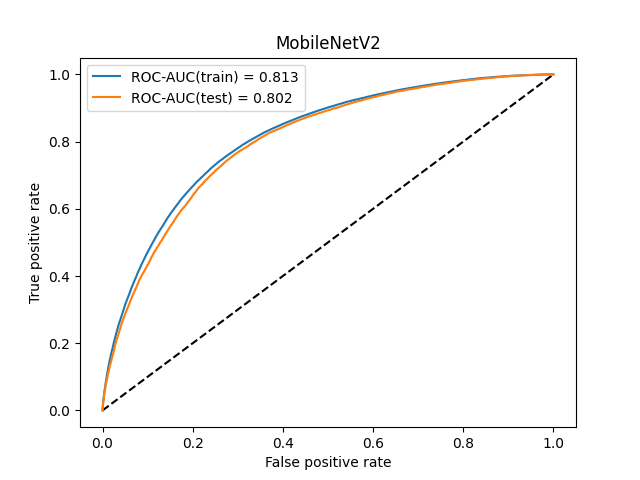 MobileNetV2
ROC-AUC(train) = 0.813
ROC-AUC(test) = 0.802
True positive rate
1.0
0.8
0.6
0.4
0.2
0.0
0.0 0.2 0.4 0.6 0.8 1.0
False positive rate